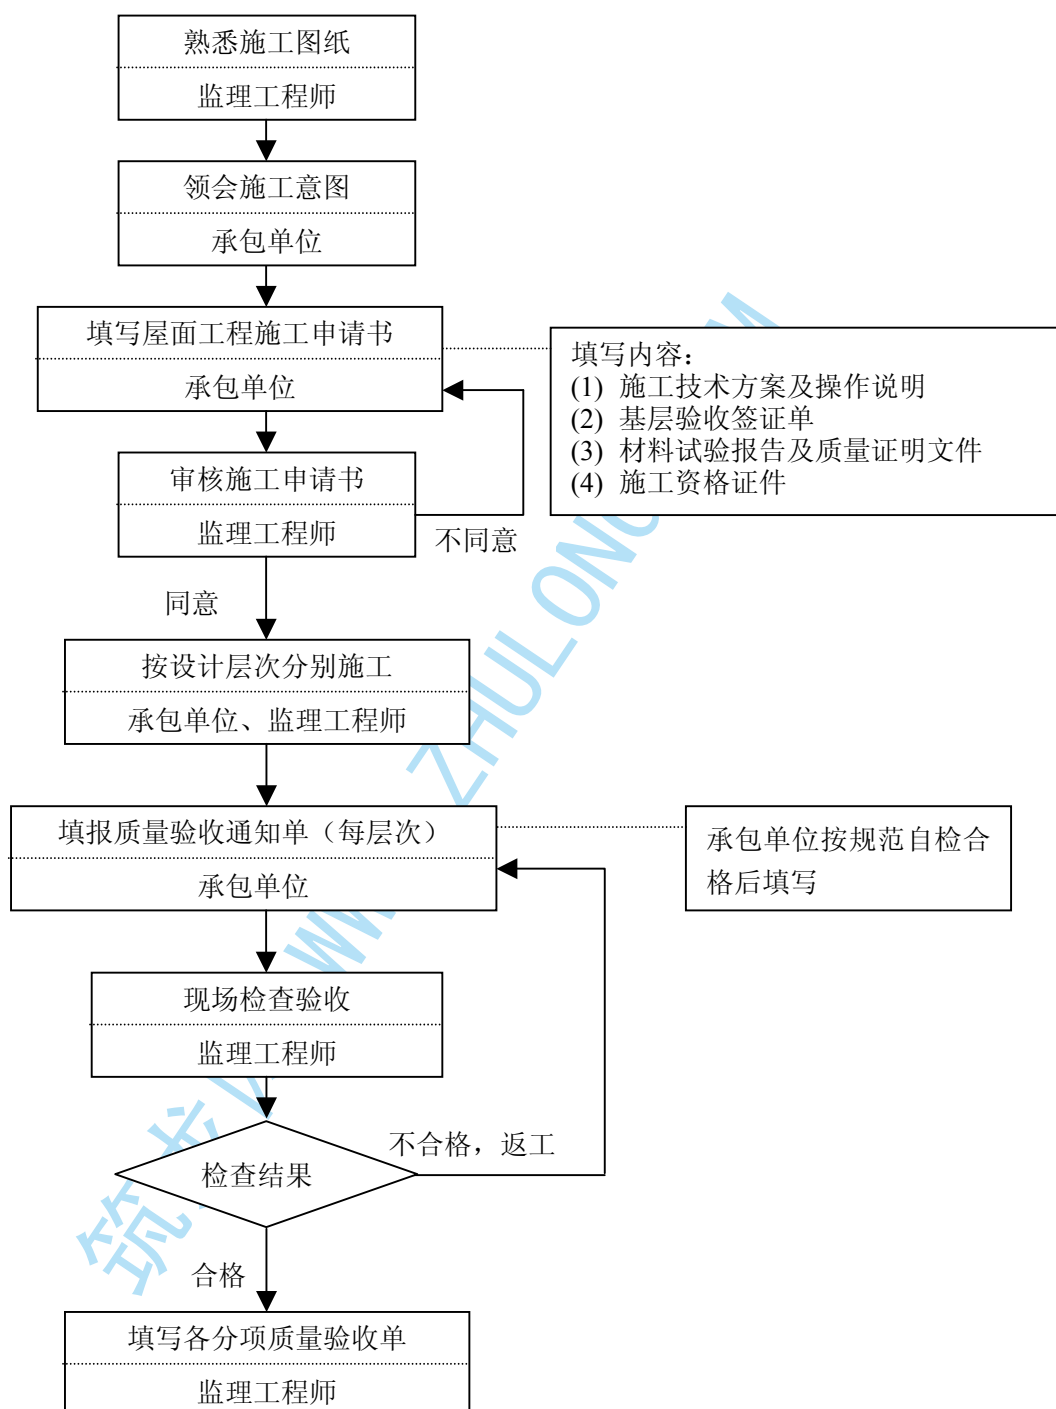 熟悉施工图纸
监理工程师
领会施工意图
承包单位
填写屋面工程施工申请书
承包单位
填写内容：
(1) 施工技术方案及操作说明
(2) 基层验收签证单
(3) 材料试验报告及质量证明文件
(4) 施工资格证件
审核施工申请书
监理工程师
不同意
同意
按设计层次分别施工
承包单位、监理工程师
填报质量验收通知单（每层次）
承包单位
承包单位按规范自检合
格后填写
现场检查验收
监理工程师
不合格，返工
检查结果
合格
填写各分项质量验收单
监理工程师